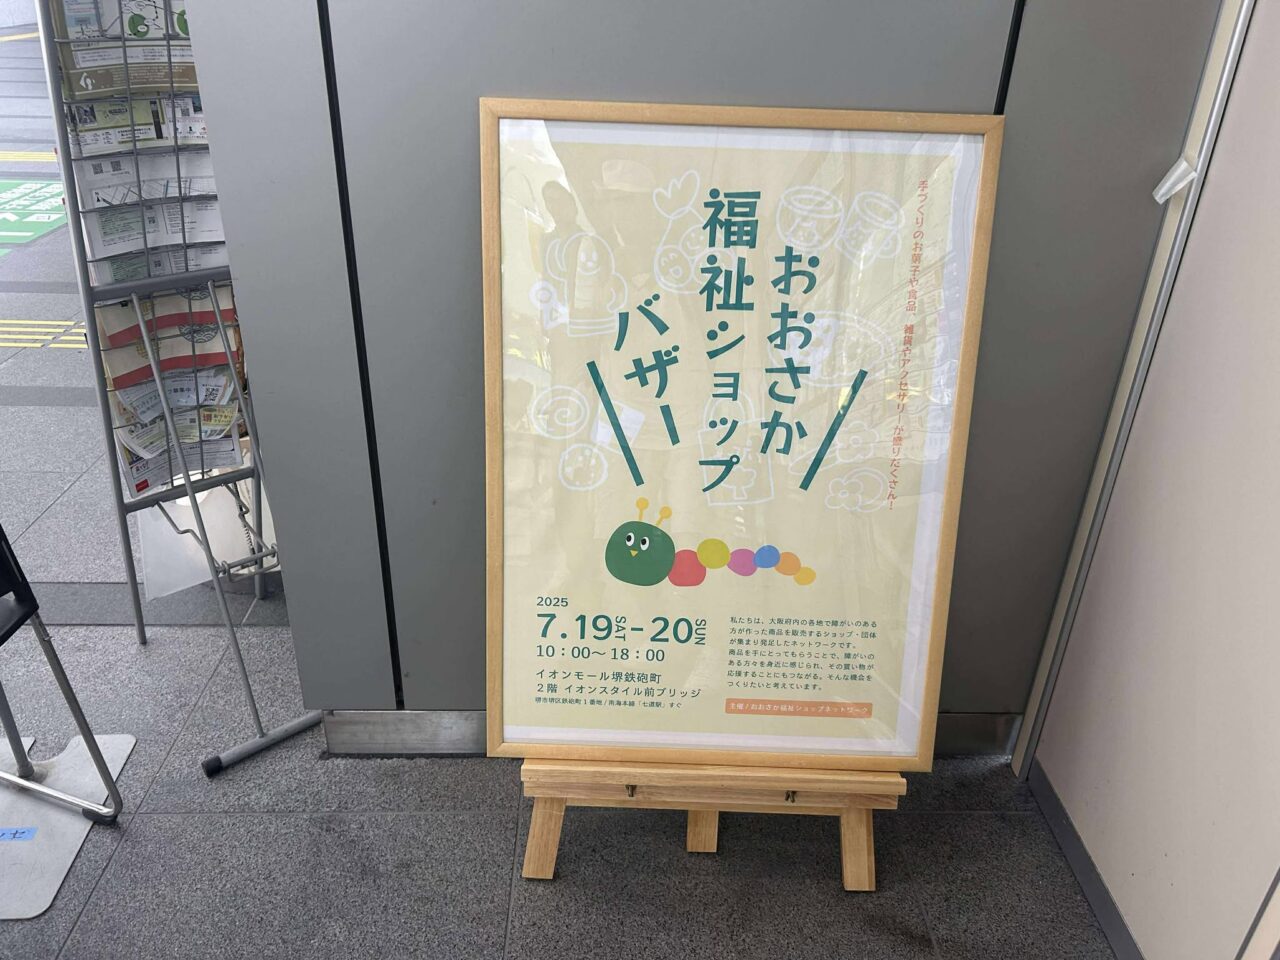 手づくりのお菓子や食品、雑貨やアクセサリーが盛りだくさん!
おおさか
福祉ショップ
バザー
2025
7.19 SAT - 20 SUN
10:00〜18:00
イオンモール堺鉄砲町
2階 イオンスタイル前ブリッジ
堺市堺区鉄砲町1番地/南海本線「七道駅」すぐ
私たちは、大阪府内の各地で障がいのある
方が作った商品を販売するショップ・団体
が集まり発足したネットワークです。
商品を手にとってもらうことで、障がいの
ある方々を身近に感じられ、その買い物が
応援することにもつながる。そんな機会を
つくりたいと考えています。
主催/おおさか福祉ショップネットワーク